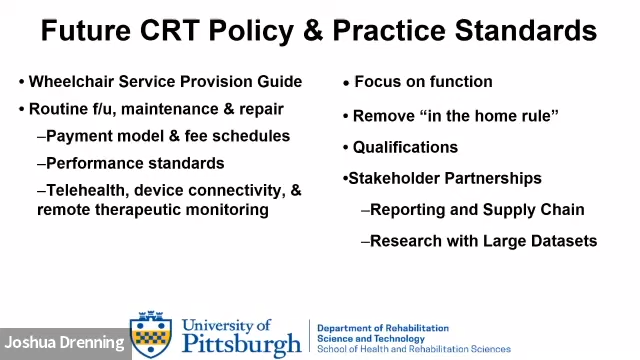 Future CRT Policy & Practice Standards
• Wheelchair Service Provision Guide
• Routine f/u, maintenance & repair
–Payment model & fee schedules
–Performance standards
–Telehealth, device connectivity, &
remote therapeutic monitoring
• Focus on function
• Remove “in the home rule”
• Qualifications
•Stakeholder Partnerships
–Reporting and Supply Chain
–Research with Large Datasets
Joshua Drenning
University of
Pittsburgh
Department of Rehabilitation
Science and Technology
School of Health and Rehabilitation Sciences